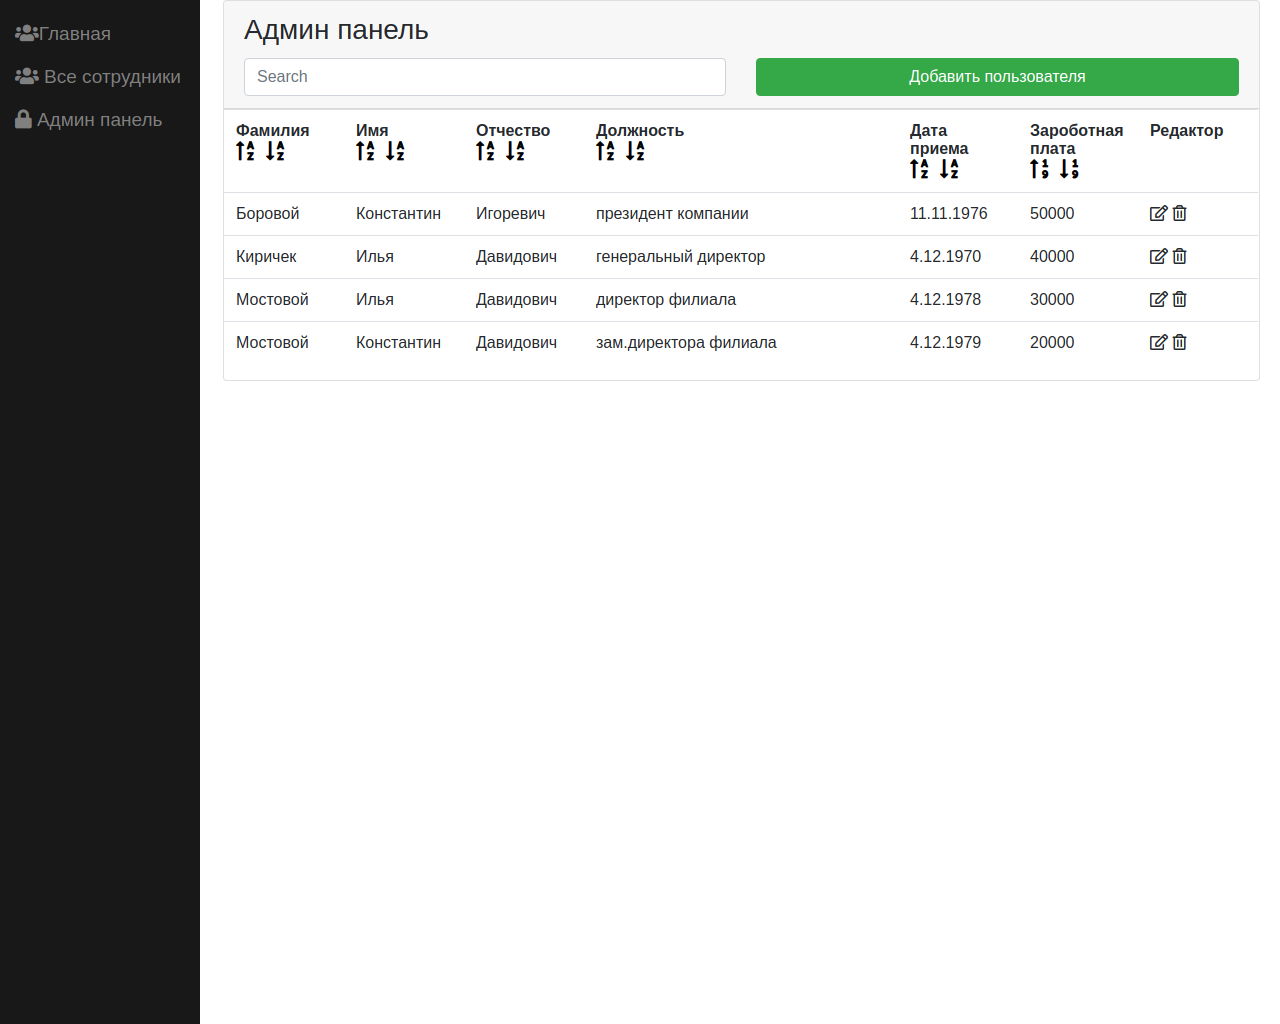 Главная
Все сотрудники
Админ панель
Админ панель
Search
Добавить пользователя
Фамилия Имя Отчество Должность Дата приема Зароботная плата Редактор
Боровой Константин Игоревич президент компании 11.11.1976 50000
Киричек Илья Давидович генеральный директор 4.12.1970 40000
Мостовой Илья Давидович директор филиала 4.12.1978 30000
Мостовой Константин Давидович зам.директора филиала 4.12.1979 20000